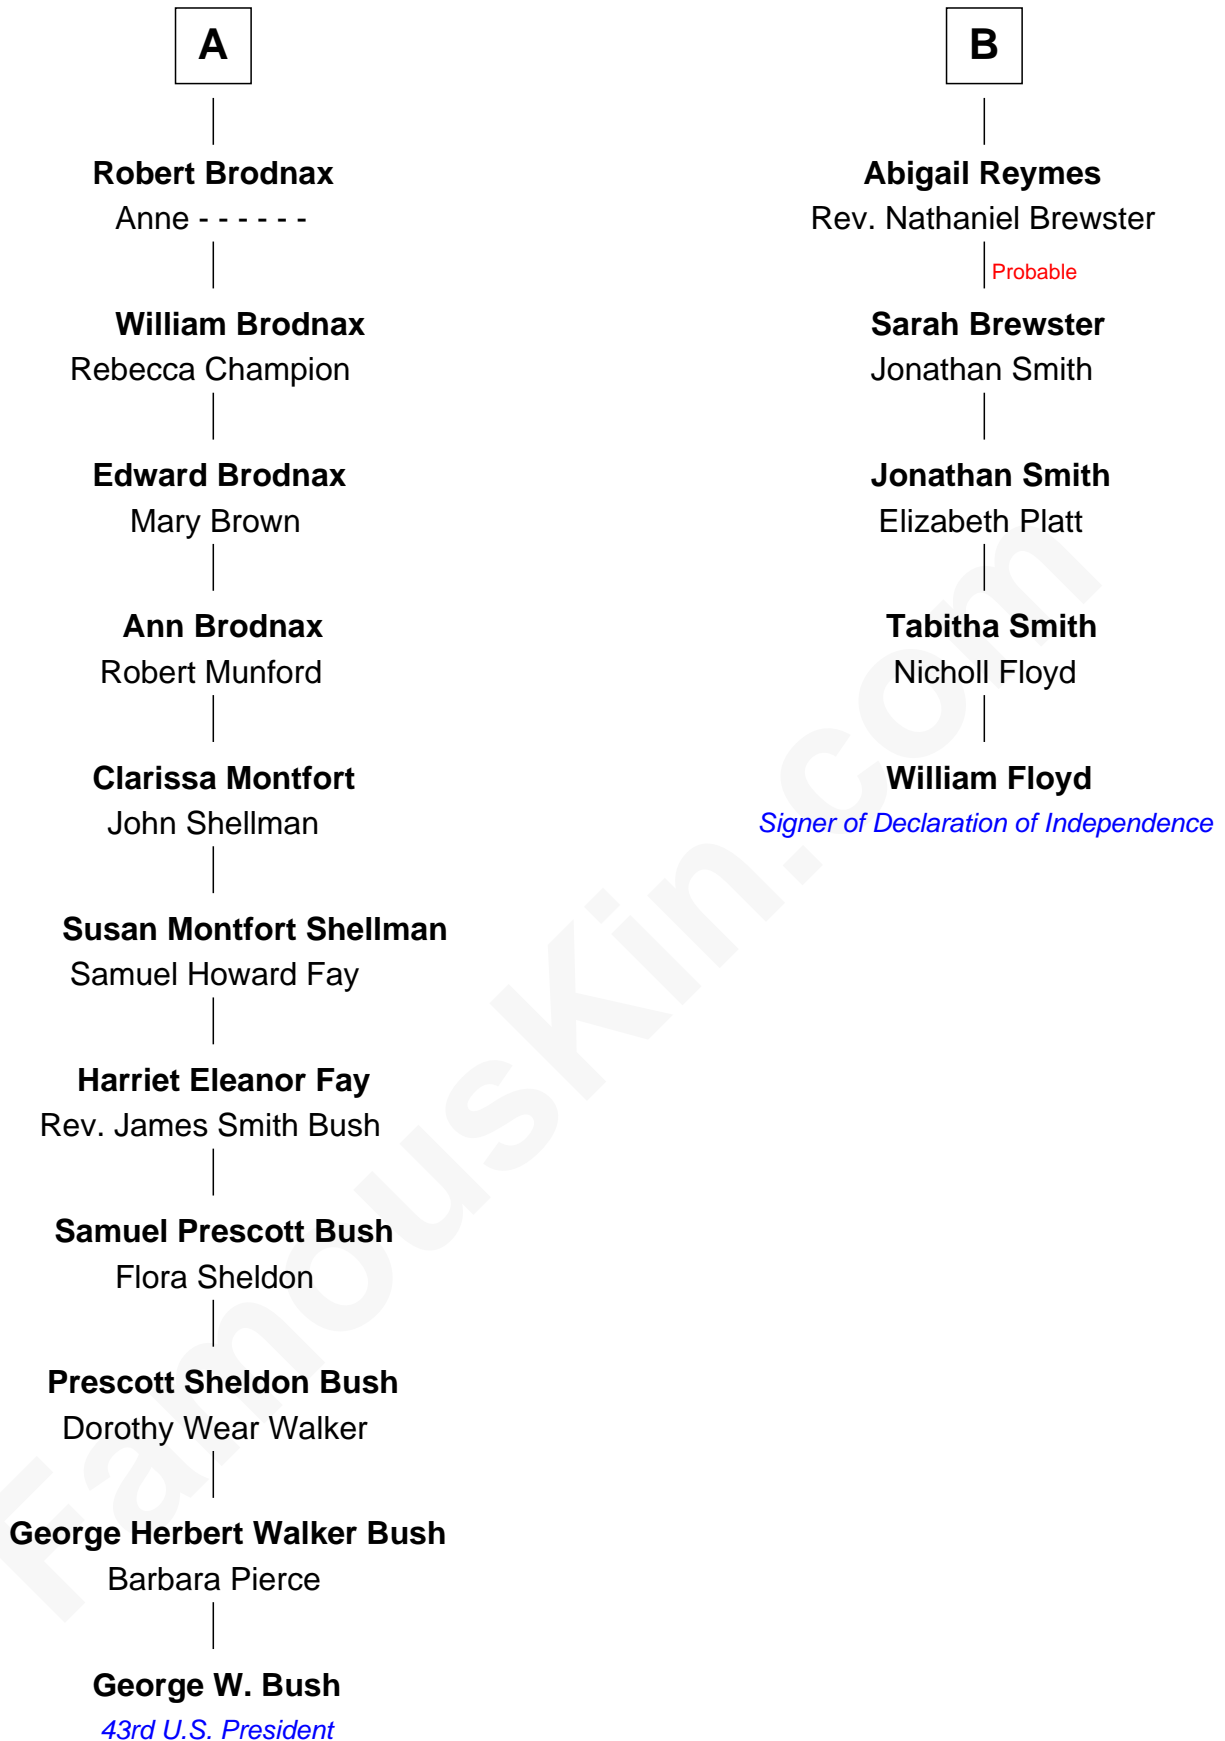 A
Robert Brodnax
Anne - - - - - -
William Brodnax
Rebecca Champion
Edward Brodnax
Mary Brown
Ann Brodnax
Robert Munford
Clarissa Montfort
John Shellman
Susan Montfort Shellman
Samuel Howard Fay
Harriet Eleanor Fay
Rev. James Smith Bush
Samuel Prescott Bush
Flora Sheldon
Prescott Sheldon Bush
Dorothy Wear Walker
George Herbert Walker Bush
Barbara Pierce
George W. Bush
43rd U.S. President
B
Abigail Reymes
Rev. Nathaniel Brewster
Probable
Sarah Brewster
Jonathan Smith
Jonathan Smith
Elizabeth Platt
Tabitha Smith
Nicholl Floyd
William Floyd
Signer of Declaration of Independence
FamousKin.com